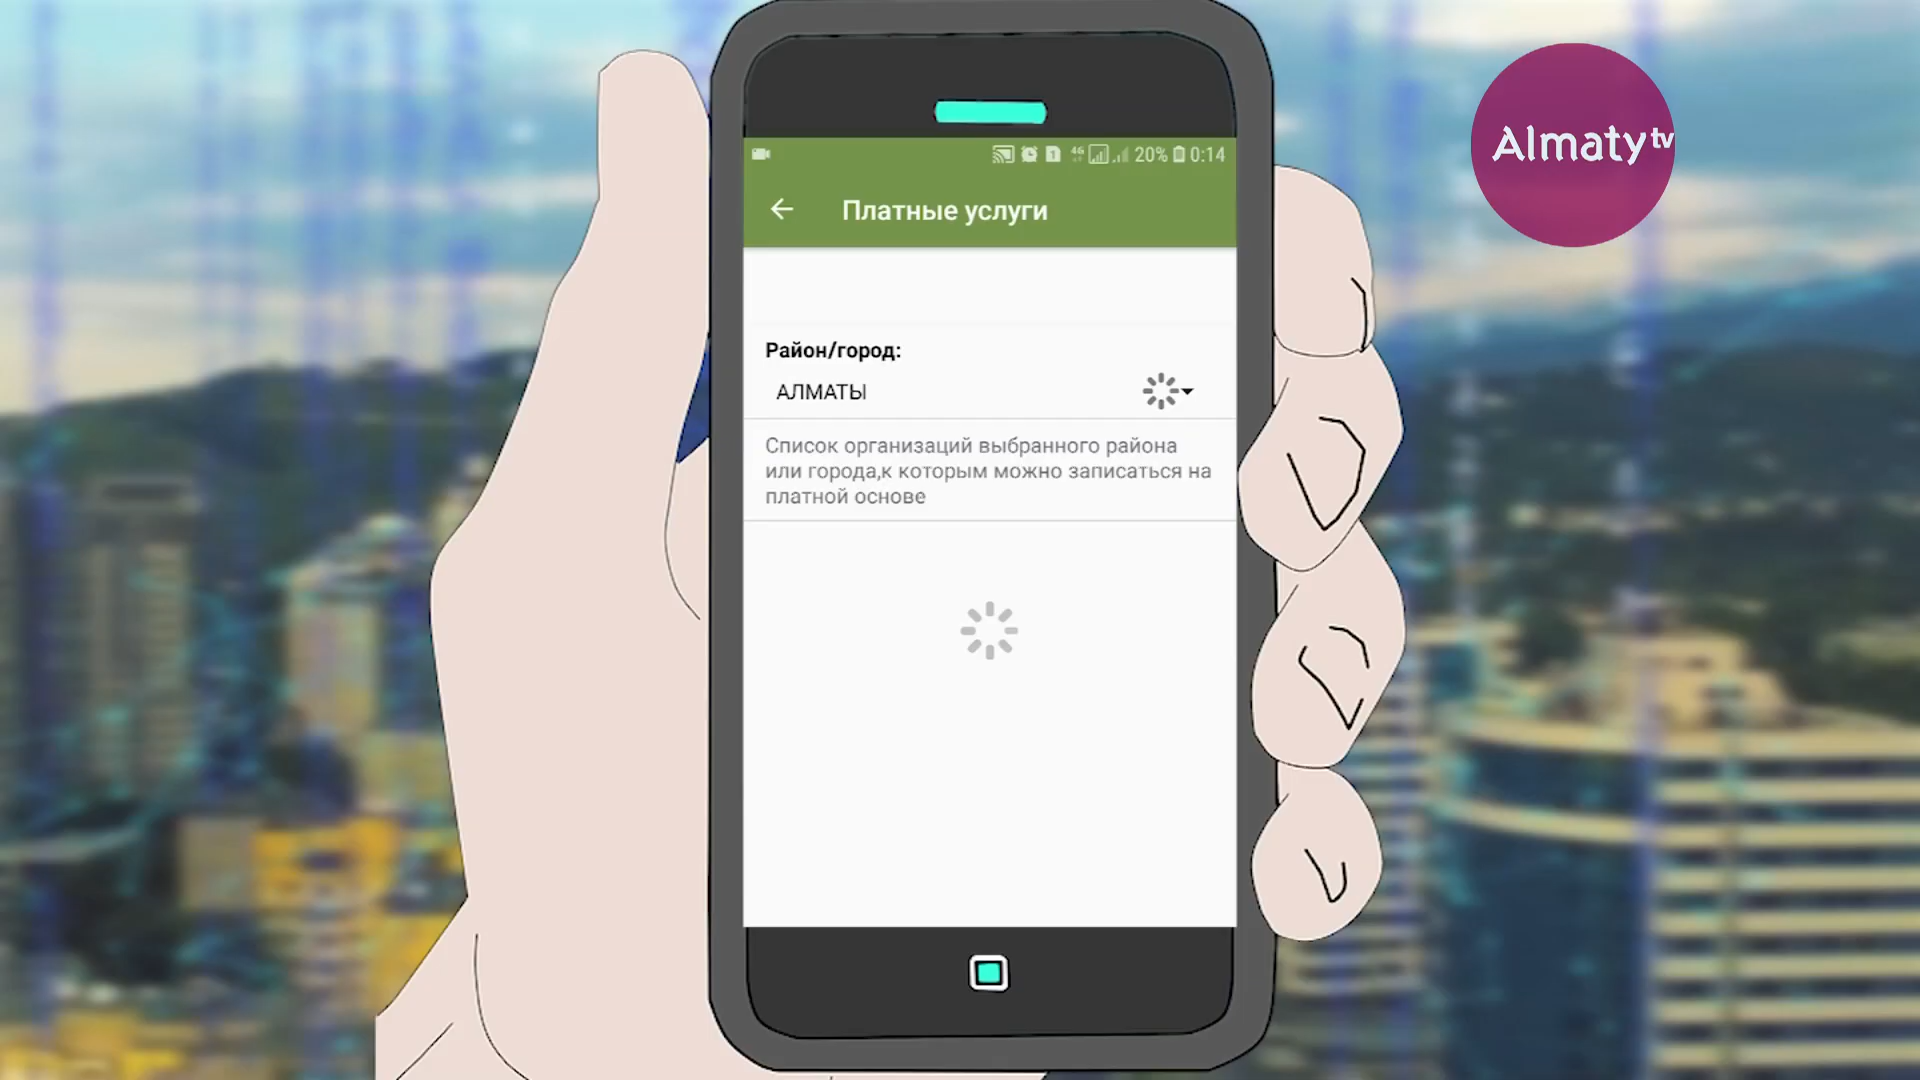 Almaty tv
4G 20% 0:14
Платные услуги
Район/город:
АЛМАТЫ
Список организаций выбранного района
или города,к которым можно записаться на
платной основе